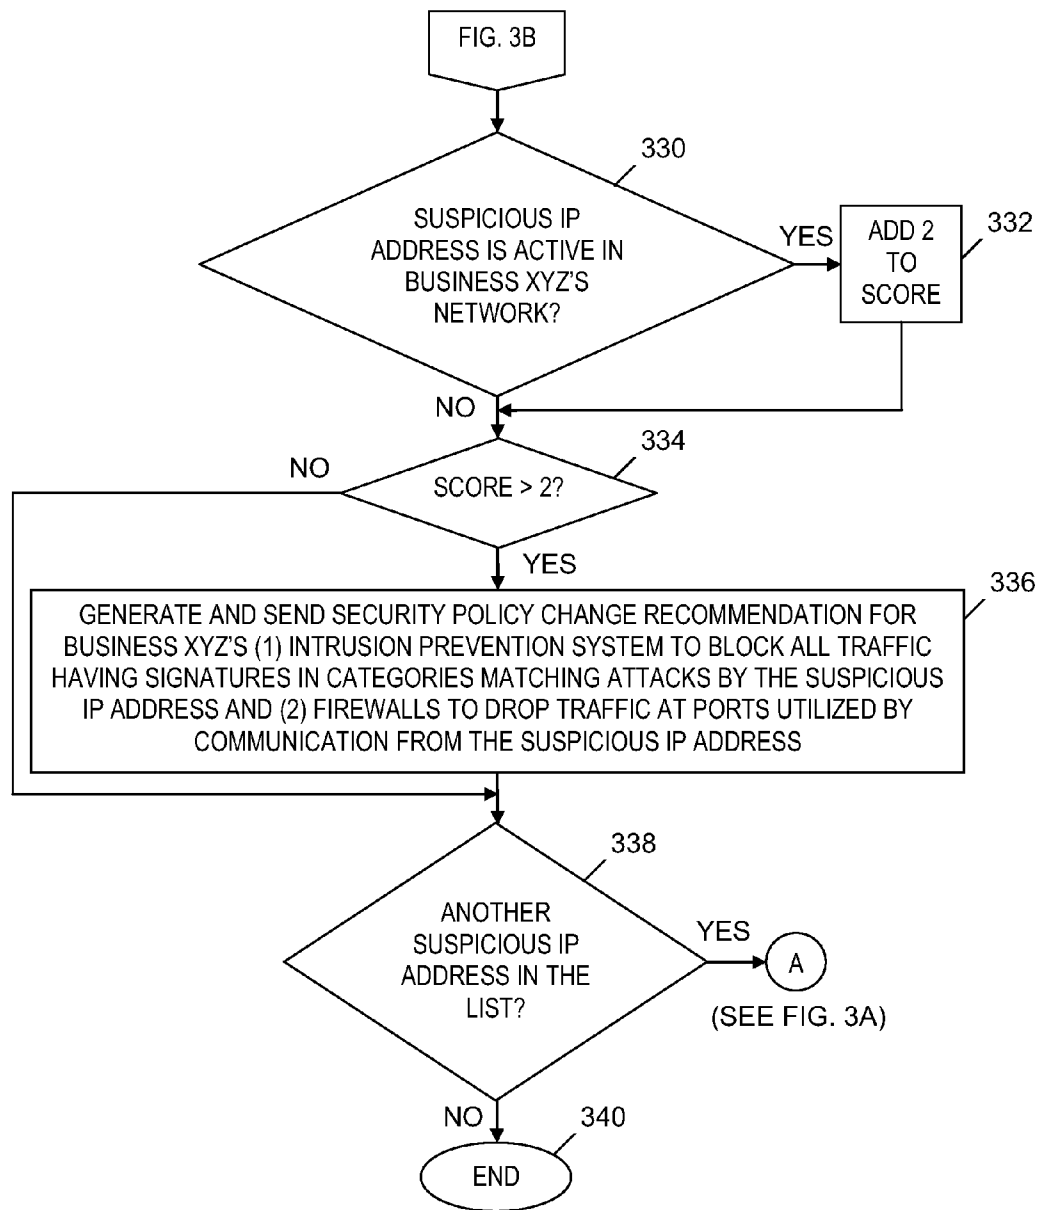 FIG. 3B
330
SUSPICIOUS IP
ADDRESS IS ACTIVE IN
BUSINESS XYZ'S
NETWORK?
YES
ADD 2
TO
SCORE
332
NO
334
NO
SCORE > 2?
YES
336
GENERATE AND SEND SECURITY POLICY CHANGE RECOMMENDATION FOR
BUSINESS XYZ'S (1) INTRUSION PREVENTION SYSTEM TO BLOCK ALL TRAFFIC
HAVING SIGNATURES IN CATEGORIES MATCHING ATTACKS BY THE SUSPICIOUS
IP ADDRESS AND (2) FIREWALLS TO DROP TRAFFIC AT PORTS UTILIZED BY
COMMUNICATION FROM THE SUSPICIOUS IP ADDRESS
338
ANOTHER
SUSPICIOUS IP
ADDRESS IN THE
LIST?
YES
A
(SEE FIG. 3A)
NO
340
END